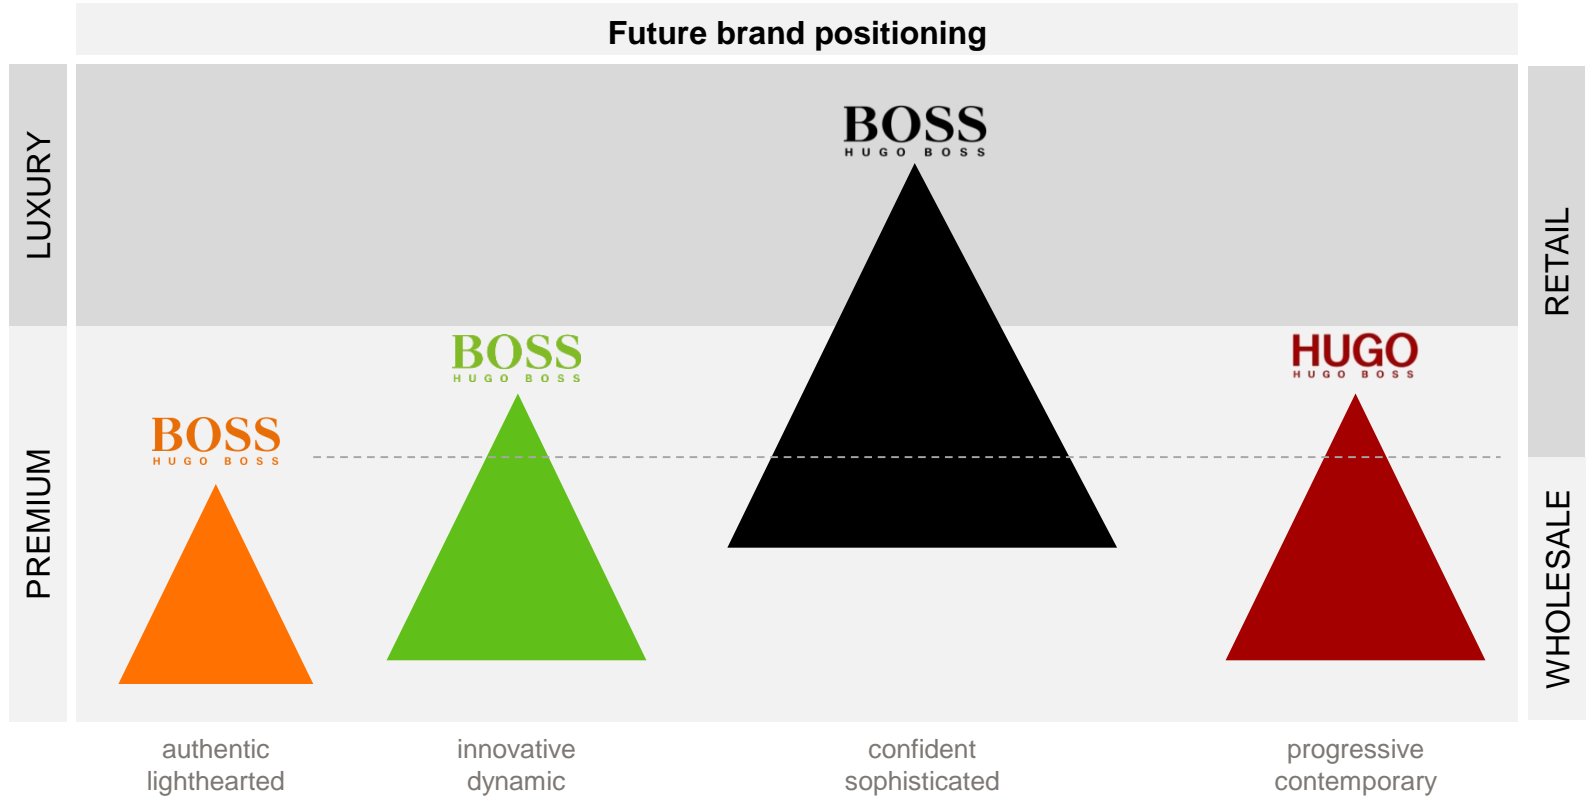 Future brand positioning
LUXURY
PREMIUM
RETAIL
WHOLESALE
BOSS
HUGO BOSS
BOSS
HUGO BOSS
BOSS
HUGO BOSS
HUGO
HUGO BOSS
authentic
lighthearted
innovative
dynamic
confident
sophisticated
progressive
contemporary